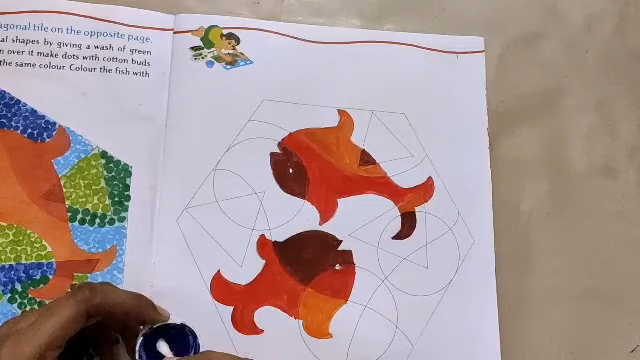 agonal tile on the opposite page.
al shapes by giving a wash of green
over it make dots with cotton buds
the same colour. Colour the fish with